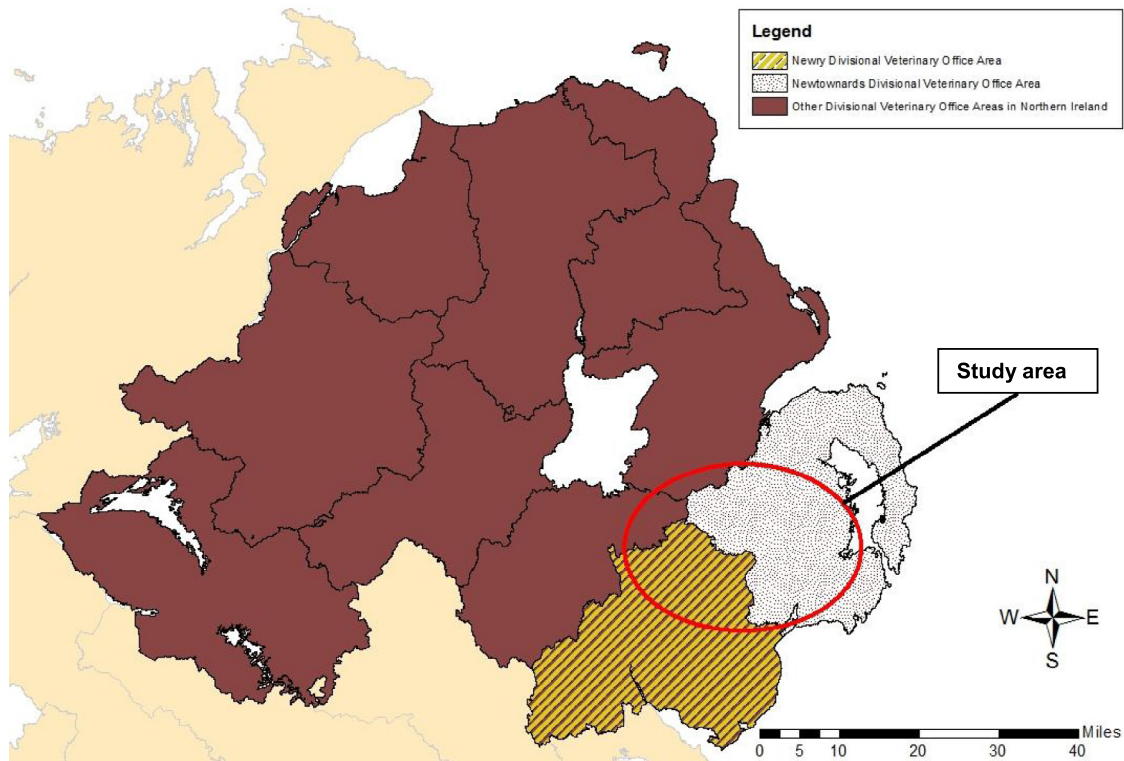 Legend
Newry Divisional Veterinary Office Area
Newtownards Divisional Veterinary Office Area
Other Divisional Veterinary Office Areas in Northern Ireland
Study area
N
W E
S
Miles
0 5 10 20 30 40